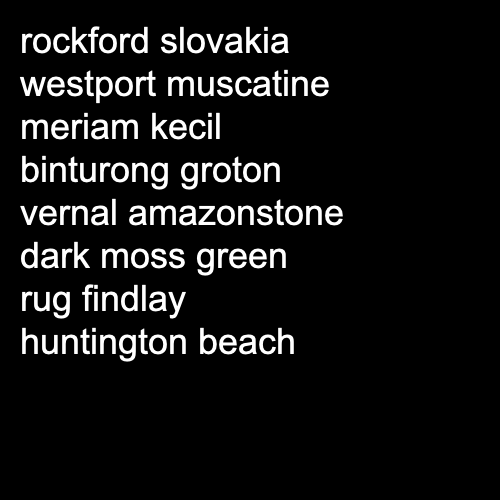 rockford slovakia
westport muscatine
meriam kecil
binturong groton
vernal amazonstone
dark moss green
rug findlay
huntington beach